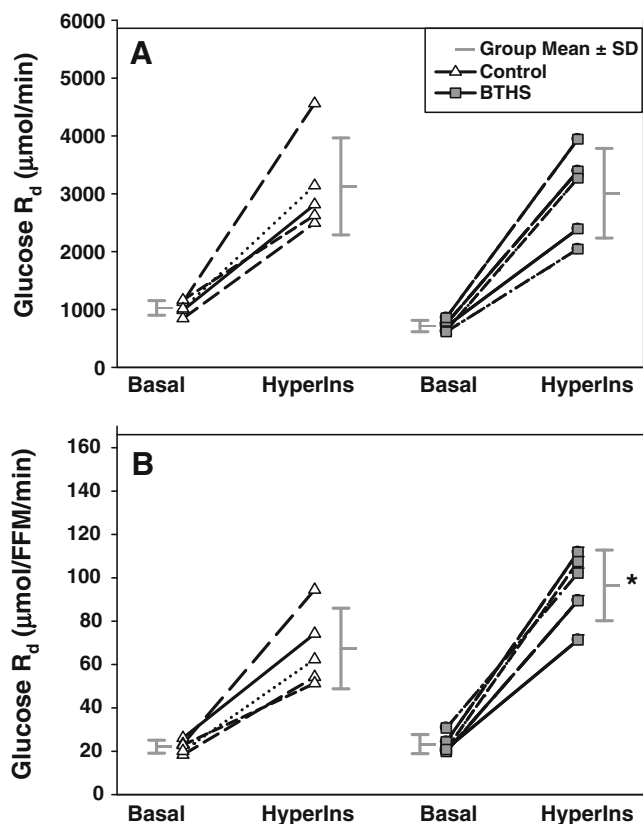 A
Group Mean ± SD
Control
BTHS
Glucose Rd (μmol/min)
6000
5000
4000
3000
2000
1000
0
Basal
HyperIns
Basal
HyperIns
B
Glucose Rd (μmol/FFM/min)
160
140
120
100
80
60
40
20
0
*
Basal
HyperIns
Basal
HyperIns